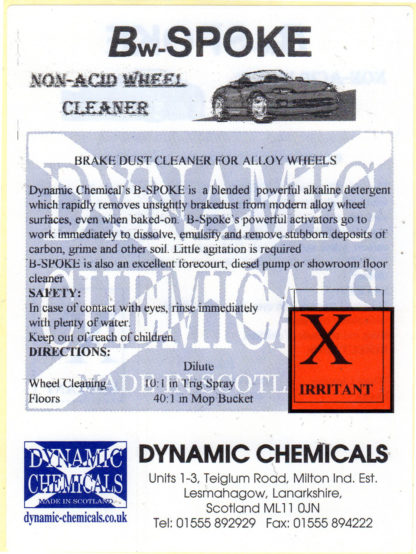 Bw-SPOKE
NON-ACID WHEEL
CLEANER
BRAKE DUST CLEANER FOR ALLOY WHEELS
Dynamic Chemical's B-SPOKE is a blended powerful alkaline detergent
which rapidly removes unsightly brakedust from modern alloy wheel
surfaces, even when baked-on. B-Spoke's powerful activators go to
work immediately to dissolve, emulsify and remove stubborn deposits of
carbon, grime and other soil. Little agitation is required
B-SPOKE is also an excellent forecourt, diesel pump or showroom floor
cleaner
SAFETY:
In case of contact with eyes, rinse immediately
with plenty of water.
Keep out of reach of children.
DIRECTIONS:
Dilute
Wheel Cleaning 10:1 in Trig Spray
Floors 40:1 in Mop Bucket
X
IRRITANT
DYNAMIC
CHEMICALS
MADE IN SCOTLAND
DYNAMIC
CHEMICALS
MADE IN SCOTLAND
dynamic-chemicals.co.uk
DYNAMIC CHEMICALS
Units 1-3, Teiglum Road, Milton Ind. Est.
Lesmahagow, Lanarkshire,
Scotland ML11 0JN
Tel: 01555 892929 Fax: 01555 894222